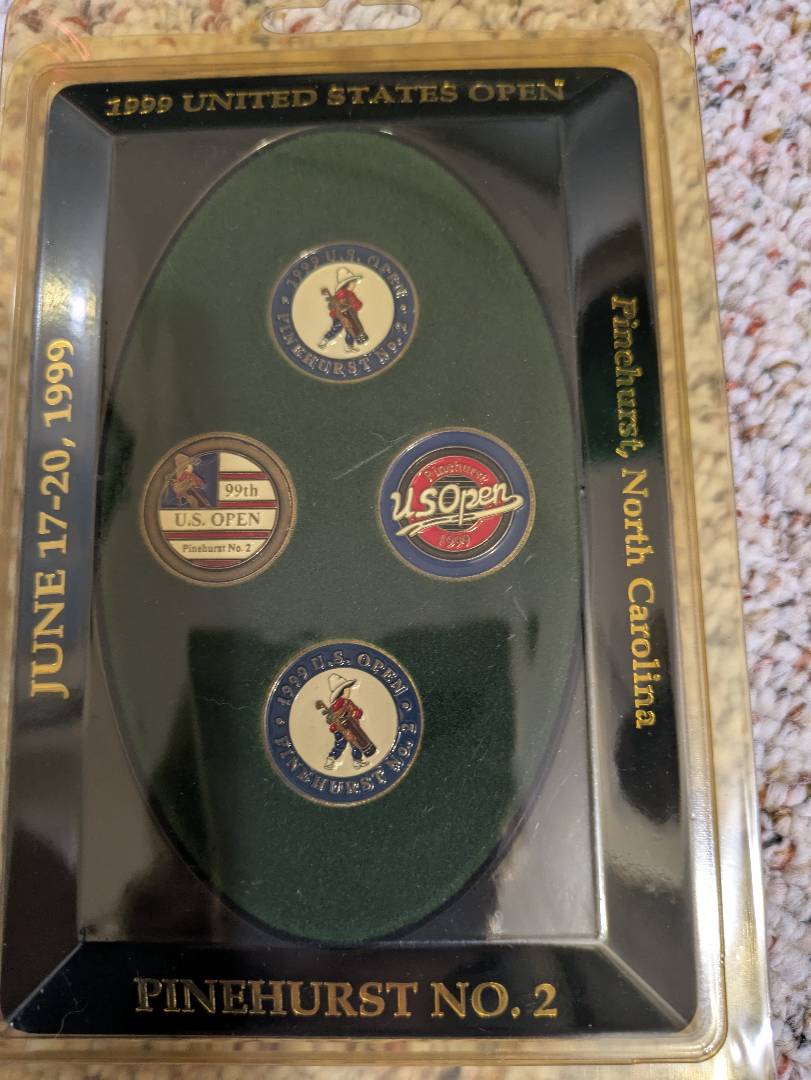 1999 UNITED STATES OPEN
JUNE 17-20, 1999
Pinehurst, North Carolina
1999 U.S. OPEN
PINEHURST No. 2
99th
U.S. OPEN
Pinehurst No. 2
Pinehurst
U.S Open
1999
1999 U.S. OPEN
PINEHURST NO. 2
PINEHURST NO. 2